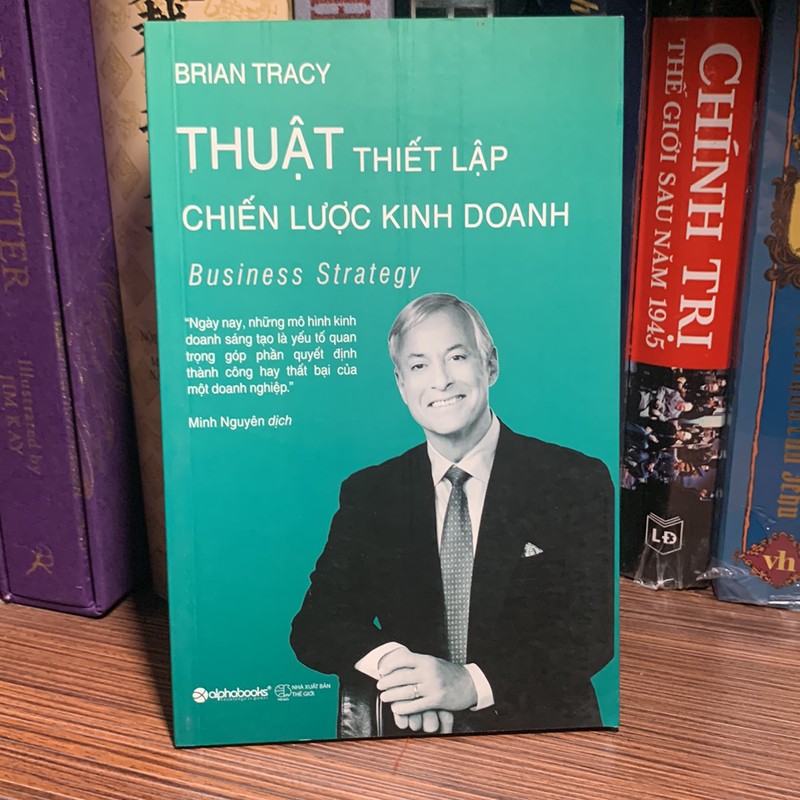 BRIAN TRACY
THUẬT THIẾT LẬP
CHIẾN LƯỢC KINH DOANH
Business Strategy
“Ngày nay, những mô hình kinh
doanh sáng tạo là yếu tố quan
trọng góp phần quyết định
thành công hay thất bại của
một doanh nghiệp.”
Minh Nguyên dịch
alphabooks
NHÀ XUẤT BẢN
THẾ GIỚI
POTTER
Illustrated by
JIM KAY
CHÍNH TRỊ
THẾ GIỚI SAU NĂM 1945
LĐ
vh